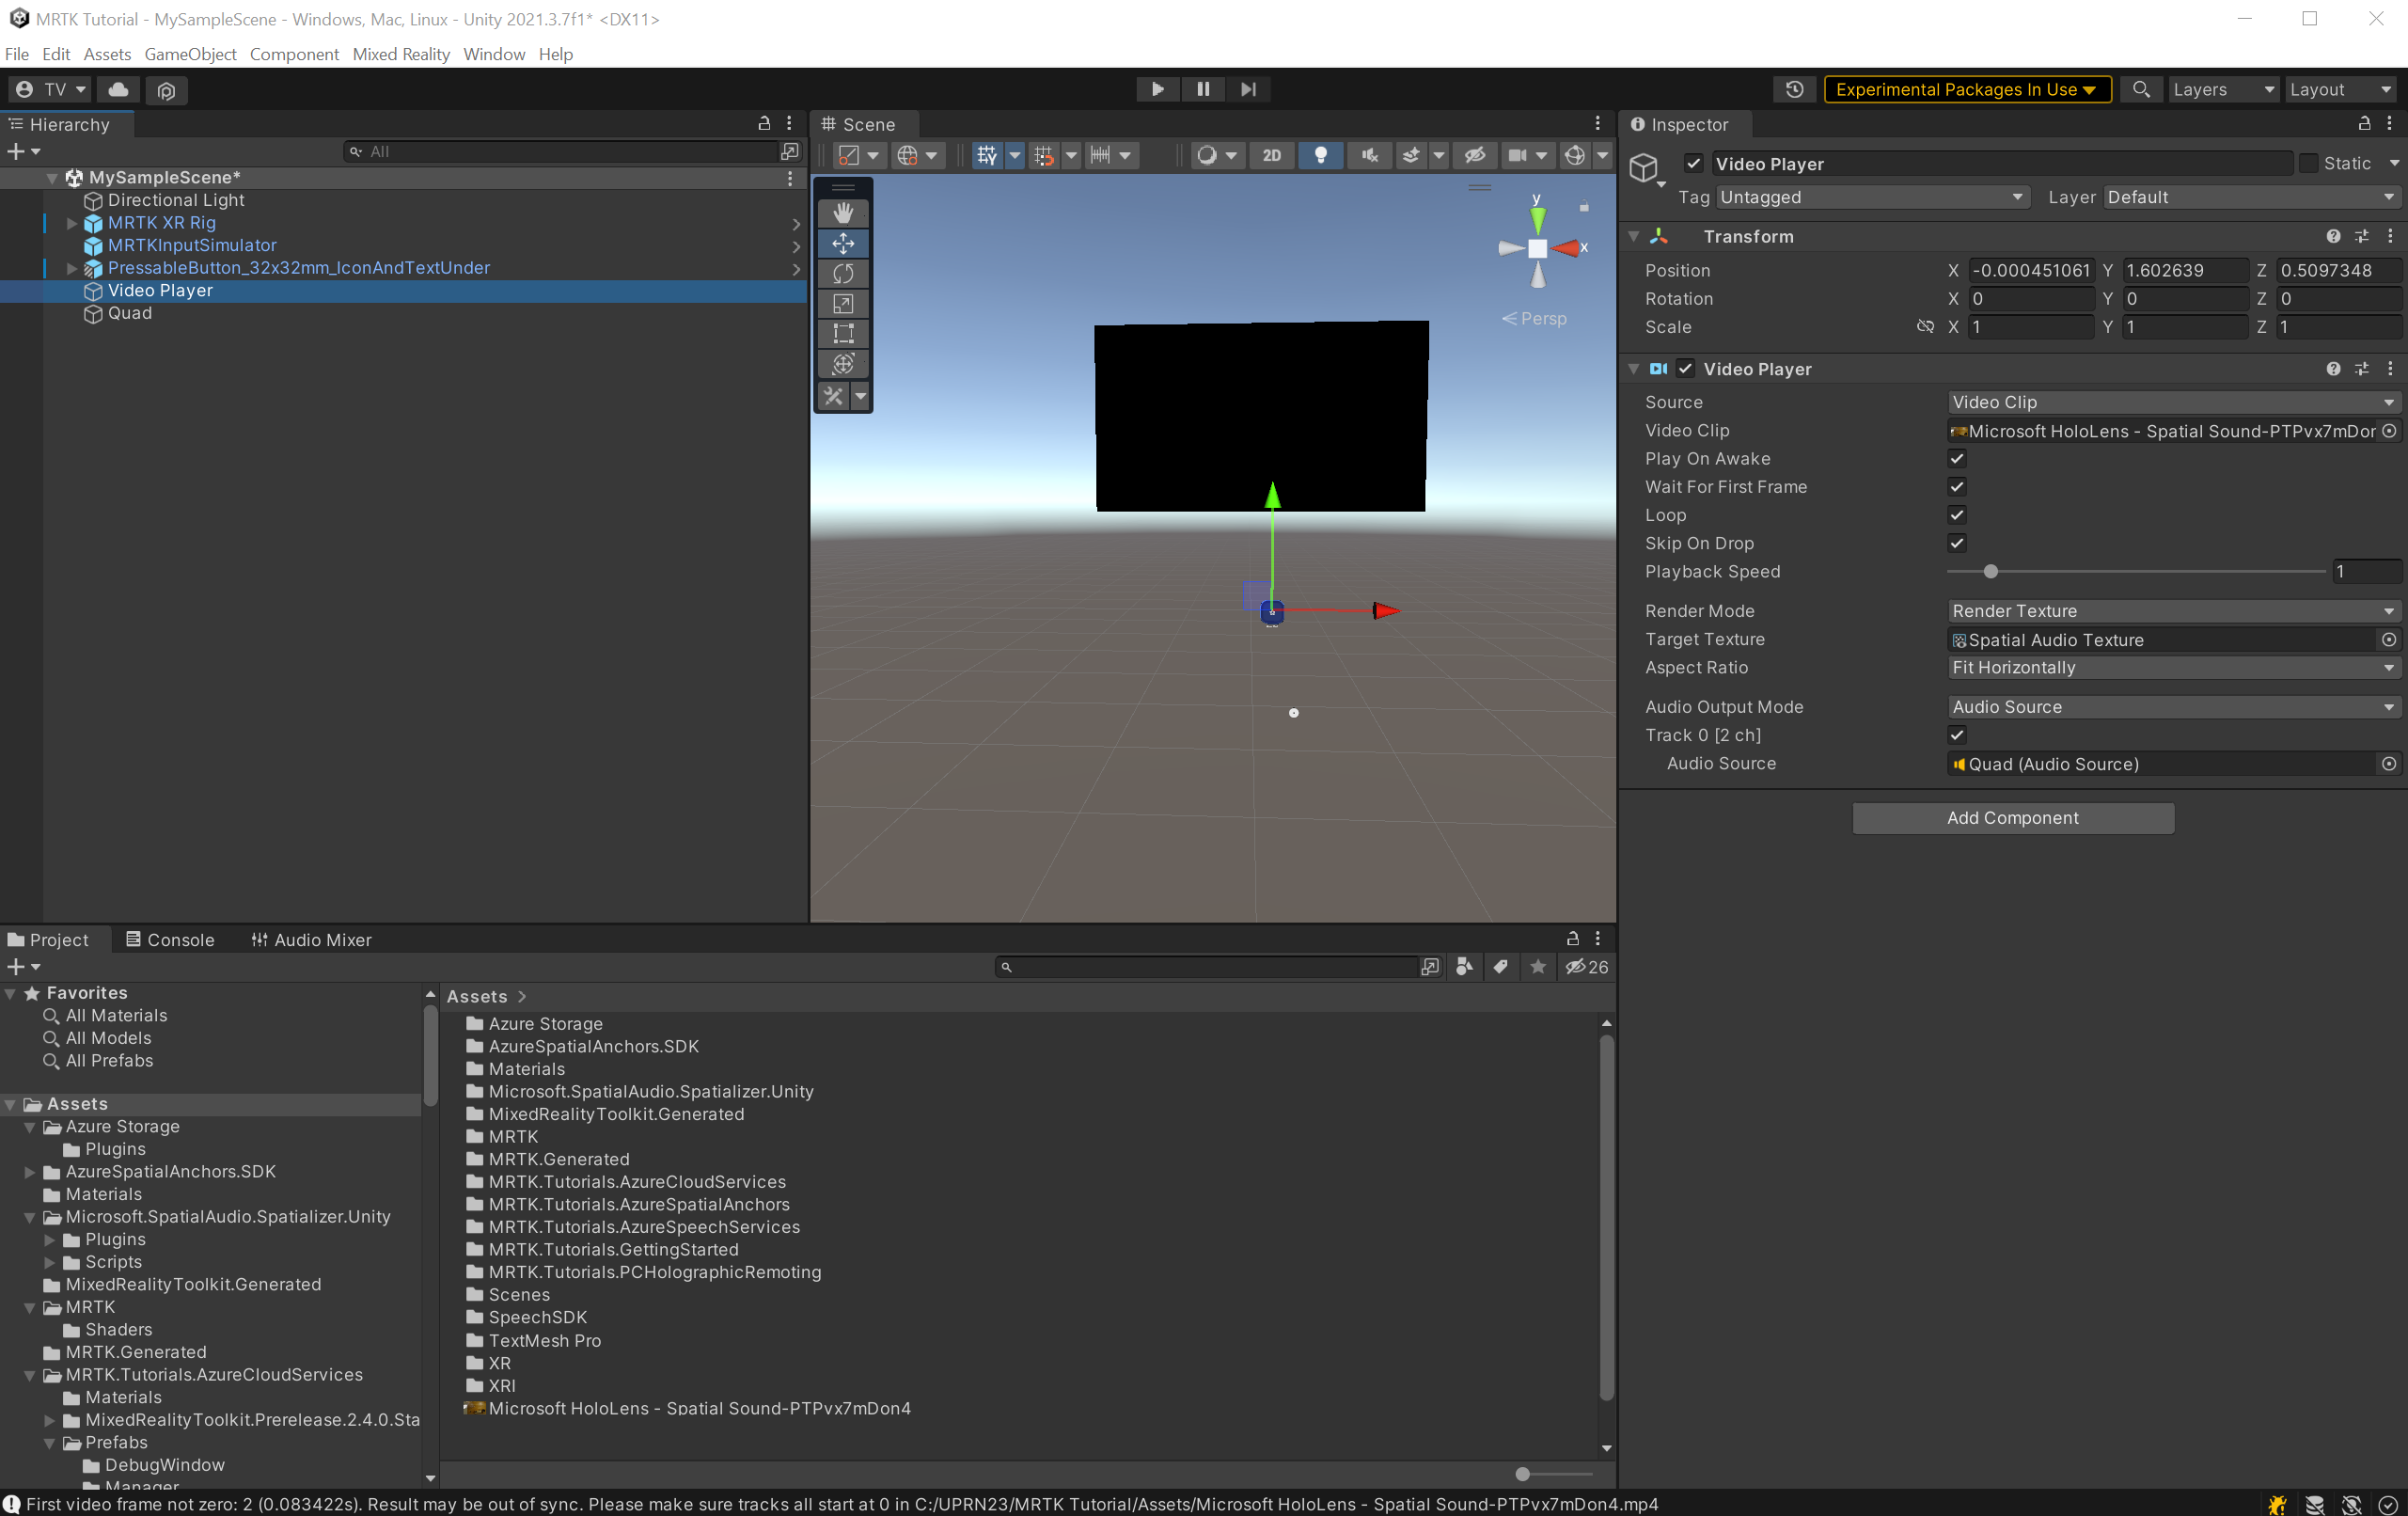 MRTK Tutorial - MySampleScene - Windows, Mac, Linux - Unity 2021.3.7f1* <DX11>
File Edit Assets GameObject Component Mixed Reality Window Help
TV
Experimental Packages In Use
Layers
Layout
Hierarchy
All
MySampleScene*
Directional Light
MRTK XR Rig
MRTKInputSimulator
PressableButton_32x32mm_IconAndTextUnder
Video Player
Quad
Scene
2D
y
x
Persp
Inspector
Video Player
Static
Tag Untagged Layer Default
Transform
Position X -0.000451061 Y 1.602639 Z 0.5097348
Rotation X 0 Y 0 Z 0
Scale X 1 Y 1 Z 1
Video Player
Source Video Clip
Video Clip Microsoft HoloLens - Spatial Sound-PTPvx7mDor
Play On Awake
Wait For First Frame
Loop
Skip On Drop
Playback Speed 1
Render Mode Render Texture
Target Texture Spatial Audio Texture
Aspect Ratio Fit Horizontally
Audio Output Mode Audio Source
Track 0 [2 ch]
Audio Source Quad (Audio Source)
Add Component
Project Console Audio Mixer
26
Favorites
All Materials
All Models
All Prefabs
Assets
Azure Storage
Plugins
AzureSpatialAnchors.SDK
Materials
Microsoft.SpatialAudio.Spatializer.Unity
Plugins
Scripts
MixedRealityToolkit.Generated
MRTK
Shaders
MRTK.Generated
MRTK.Tutorials.AzureCloudServices
Materials
MixedRealityToolkit.Prerelease.2.4.0.Sta
Prefabs
DebugWindow
Manager
Assets >
Azure Storage
AzureSpatialAnchors.SDK
Materials
Microsoft.SpatialAudio.Spatializer.Unity
MixedRealityToolkit.Generated
MRTK
MRTK.Generated
MRTK.Tutorials.AzureCloudServices
MRTK.Tutorials.AzureSpatialAnchors
MRTK.Tutorials.AzureSpeechServices
MRTK.Tutorials.GettingStarted
MRTK.Tutorials.PCHolographicRemoting
Scenes
SpeechSDK
TextMesh Pro
XR
XRI
Microsoft HoloLens - Spatial Sound-PTPvx7mDon4
First video frame not zero: 2 (0.083422s). Result may be out of sync. Please make sure tracks all start at 0 in C:/UPRN23/MRTK Tutorial/Assets/Microsoft HoloLens - Spatial Sound-PTPvx7mDon4.mp4